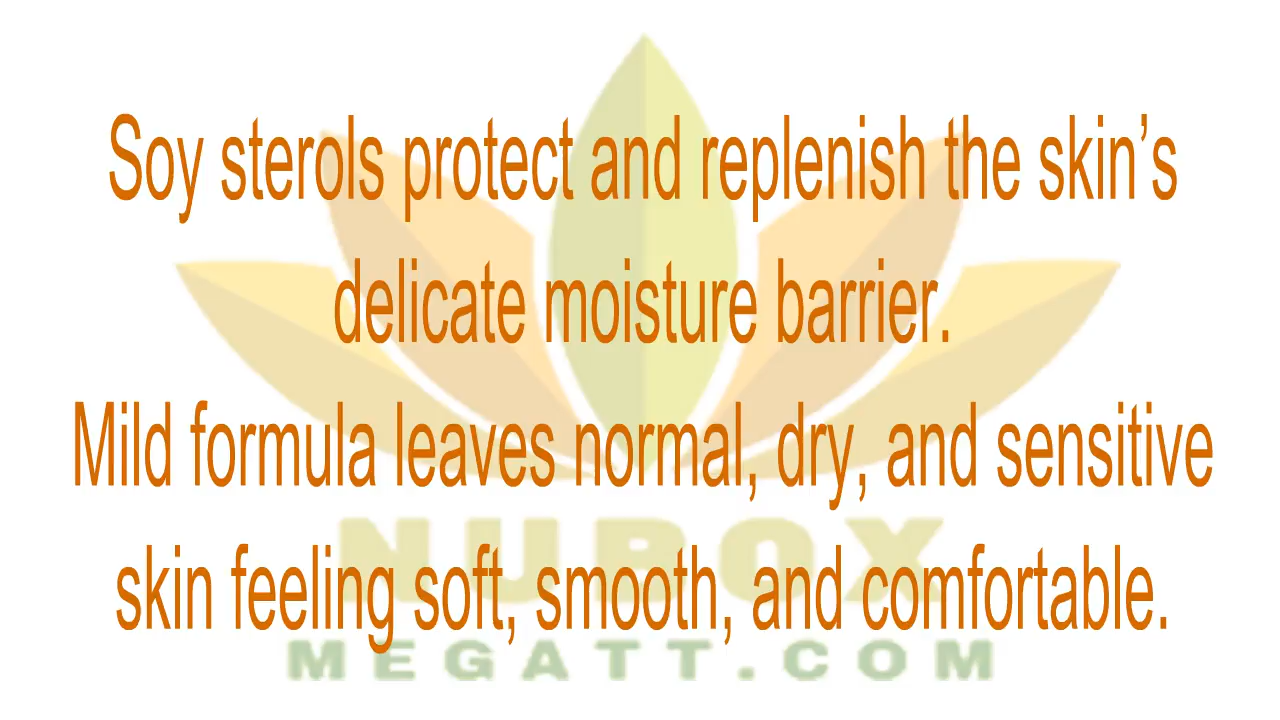 Soy sterols protect and replenish the skin’s
delicate moisture barrier.
Mild formula leaves normal, dry, and sensitive
skin feeling soft, smooth, and comfortable.
NUROX
MEGATT.COM